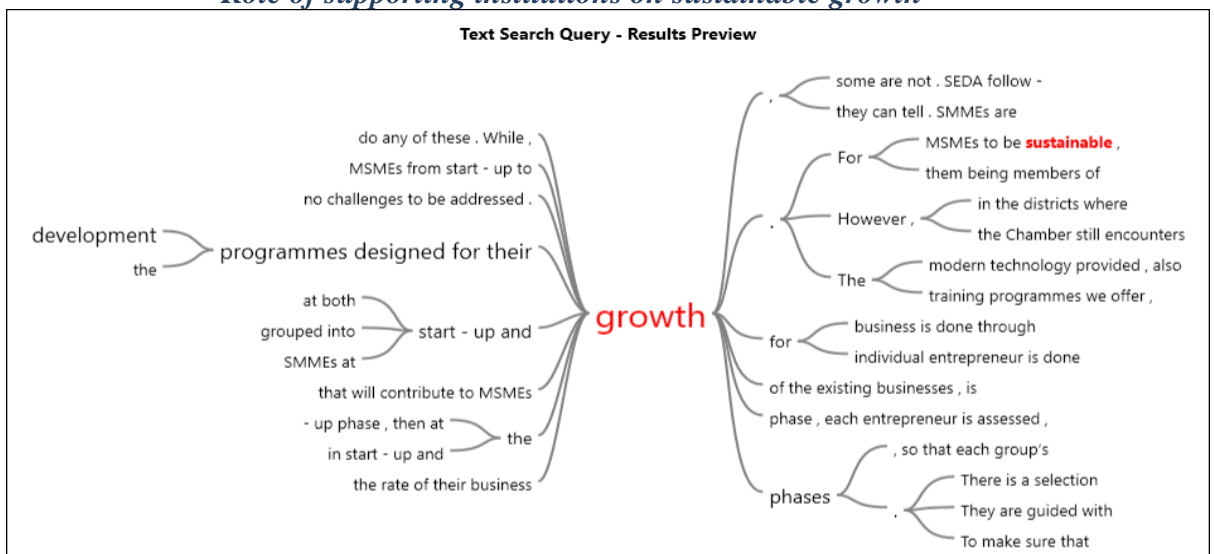 Role of supporting institutions on sustainable growth
Text Search Query - Results Preview
do any of these . While ,
MSMEs from start - up to
no challenges to be addressed .
development
the
programmes designed for their
at both
grouped into
SMMEs at
start - up and
that will contribute to MSMEs
- up phase , then at
in start - up and
the
the rate of their business
growth
,
some are not . SEDA follow -
they can tell . SMMEs are
.
For
MSMEs to be sustainable ,
them being members of
However ,
in the districts where
the Chamber still encounters
The
modern technology provided , also
training programmes we offer ,
for
business is done through
individual entrepreneur is done
of the existing businesses , is
phase , each entrepreneur is assessed ,
phases
, so that each group's
.
There is a selection
They are guided with
To make sure that